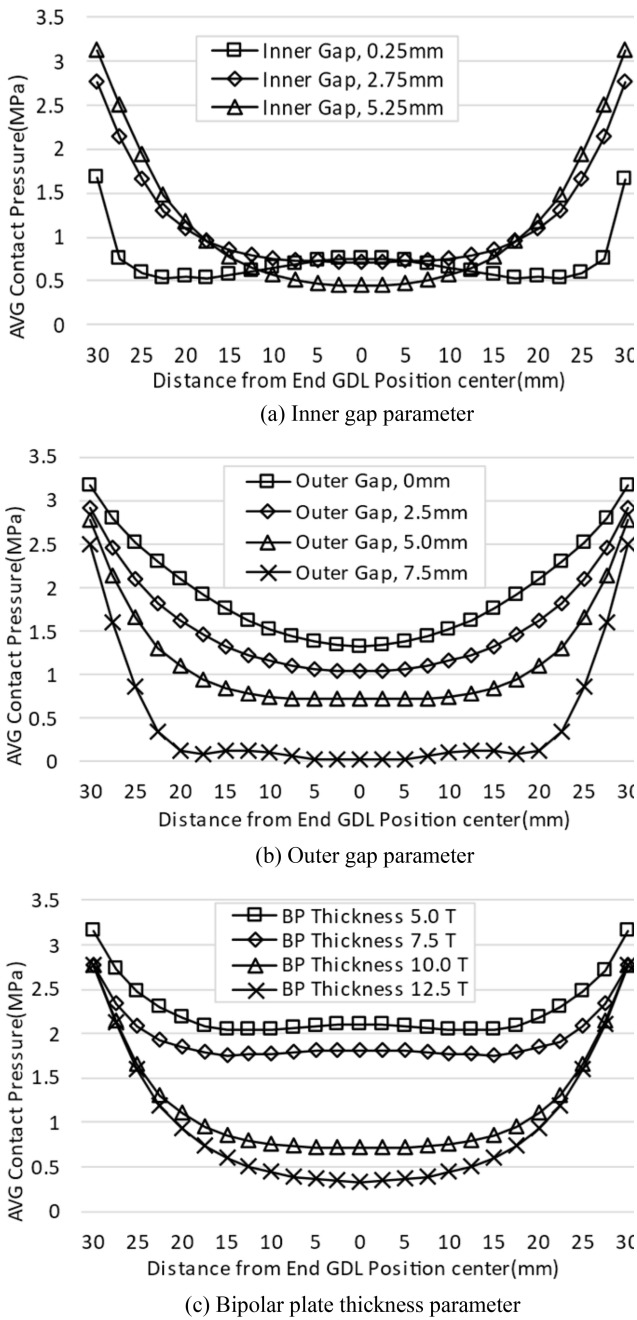 3.5
3
2.5
2
1.5
1
0.5
0
AVG Contact Pressure(MPa)
Inner Gap, 0.25mm
Inner Gap, 2.75mm
Inner Gap, 5.25mm
30 25 20 15 10 5 0 5 10 15 20 25 30
Distance from End GDL Position center(mm)
(a) Inner gap parameter
3.5
3
2.5
2
1.5
1
0.5
0
AVG Contact Pressure(MPa)
Outer Gap, 0mm
Outer Gap, 2.5mm
Outer Gap, 5.0mm
Outer Gap, 7.5mm
30 25 20 15 10 5 0 5 10 15 20 25 30
Distance from End GDL Position center(mm)
(b) Outer gap parameter
3.5
3
2.5
2
1.5
1
0.5
0
AVG Contact Pressure(MPa)
BP Thickness 5.0 T
BP Thickness 7.5 T
BP Thickness 10.0 T
BP Thickness 12.5 T
30 25 20 15 10 5 0 5 10 15 20 25 30
Distance from End GDL Position center(mm)
(c) Bipolar plate thickness parameter